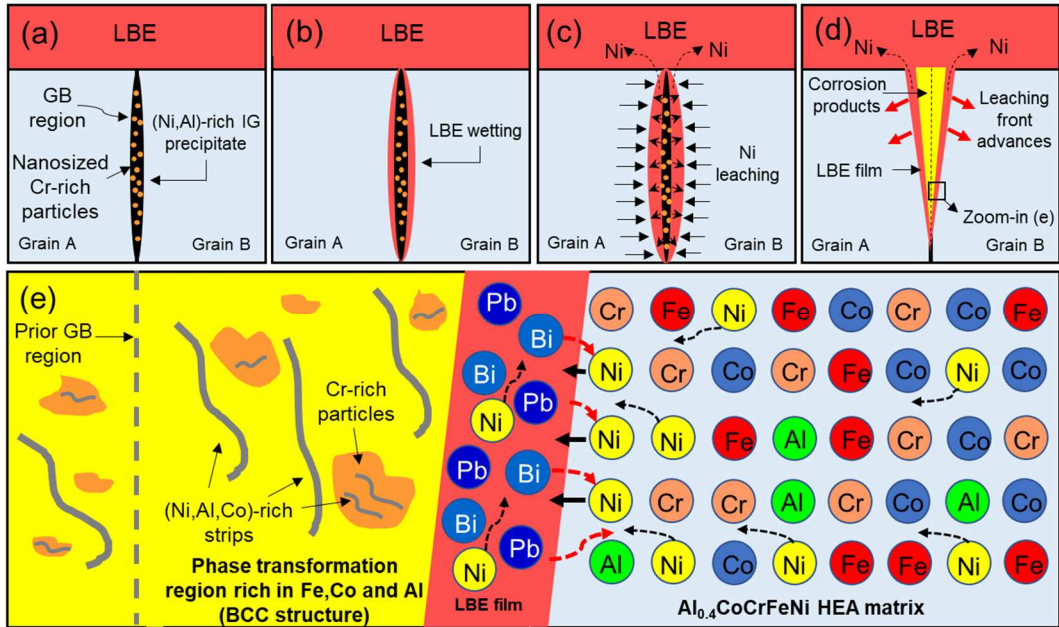 (a)
LBE
GB
region
(Ni,Al)-rich IG
precipitate
Nanosized
Cr-rich
particles
Grain A
Grain B
(b)
LBE
LBE wetting
Grain A
Grain B
(c)
LBE
Ni
Ni
Ni
leaching
Grain A
Grain B
(d)
LBE
Ni
Ni
Corrosion
products
Leaching
front
advances
LBE film
Zoom-in (e)
Grain A
Grain B
(e)
Prior GB
region
Cr-rich
particles
(Ni,Al,Co)-rich
strips
Phase transformation
region rich in Fe,Co and Al
(BCC structure)
Pb
Bi
Bi
Pb
Ni
Pb
Bi
Bi
Pb
Ni
LBE film
Cr Fe Ni Fe Co Cr Co Fe
Ni Cr Co Cr Fe Co Ni Co
Ni Ni Fe Al Fe Cr Co Cr
Ni Cr Cr Al Cr Co Al Co
Al Ni Co Ni Fe Fe Ni Fe
Al0.4CoCrFeNi HEA matrix